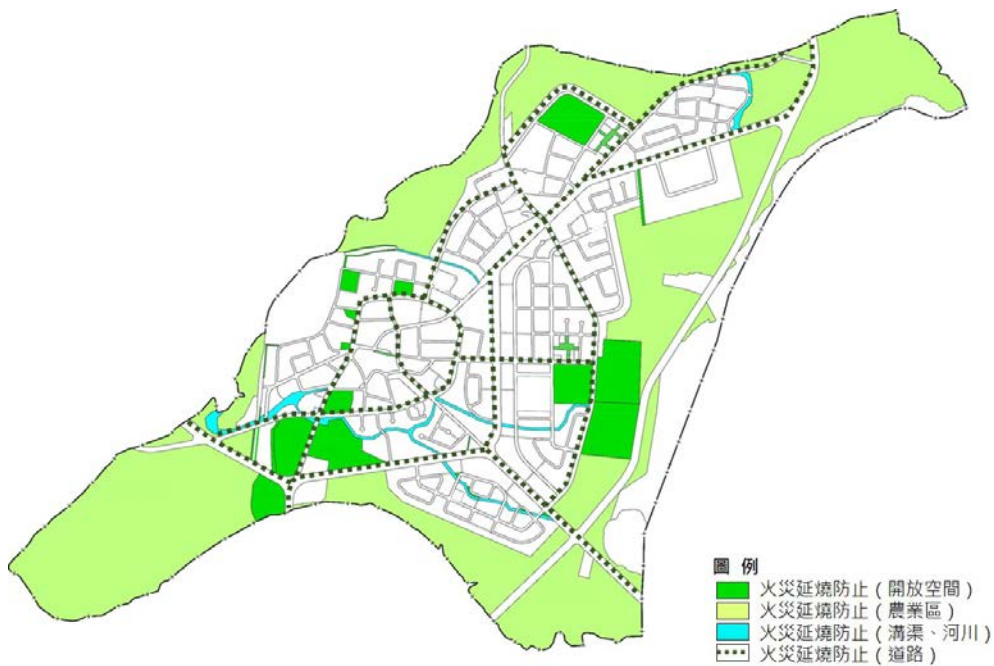 圖 例
火災延燒防止（開放空間）
火災延燒防止（農業區）
火災延燒防止（溝渠、河川）
火災延燒防止（道路）